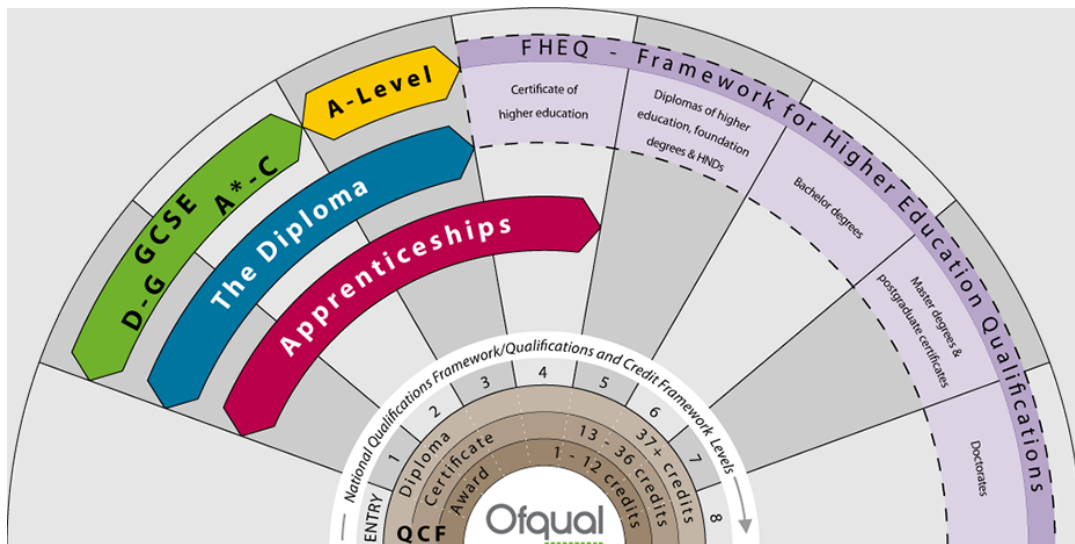 FHEQ - Framework for Higher Education Qualifications
A-Level
Certificate of
higher education
Diplomas of higher
education, foundation
degrees & HNDs
Bachelor degrees
Master degrees &
postgraduate certificates
Doctorates
GCSE
D-G A*-C
The Diploma
Apprenticeships
National Qualifications Framework/Qualifications and Credit Framework Levels
ENTRY
1
2
3
4
5
6
7
8
Diploma
37+ credits
Certificate
13 - 36 credits
Award
1 - 12 credits
QCF
Ofqual